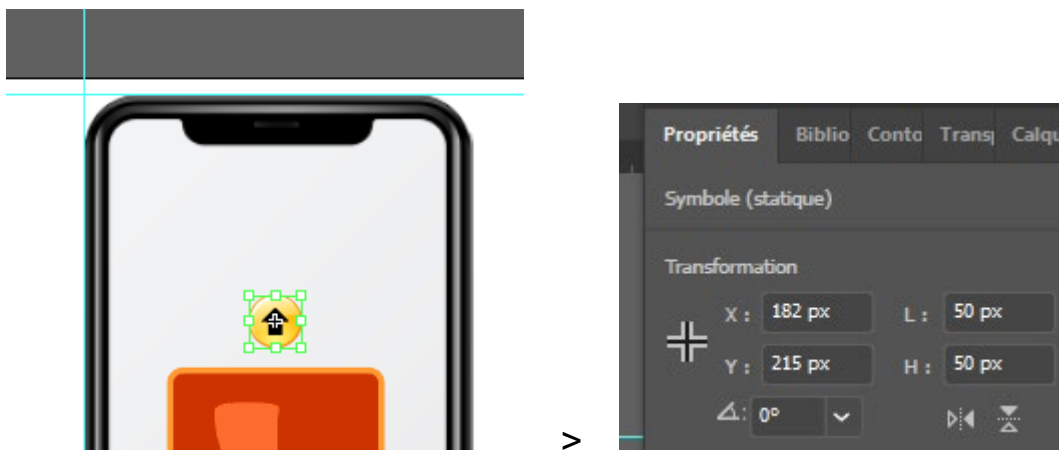 Propriétés Biblio Conto Trans Calqu
Symbole (statique)
Transformation
X : 182 px L : 50 px
Y : 215 px H : 50 px
: 0°
>